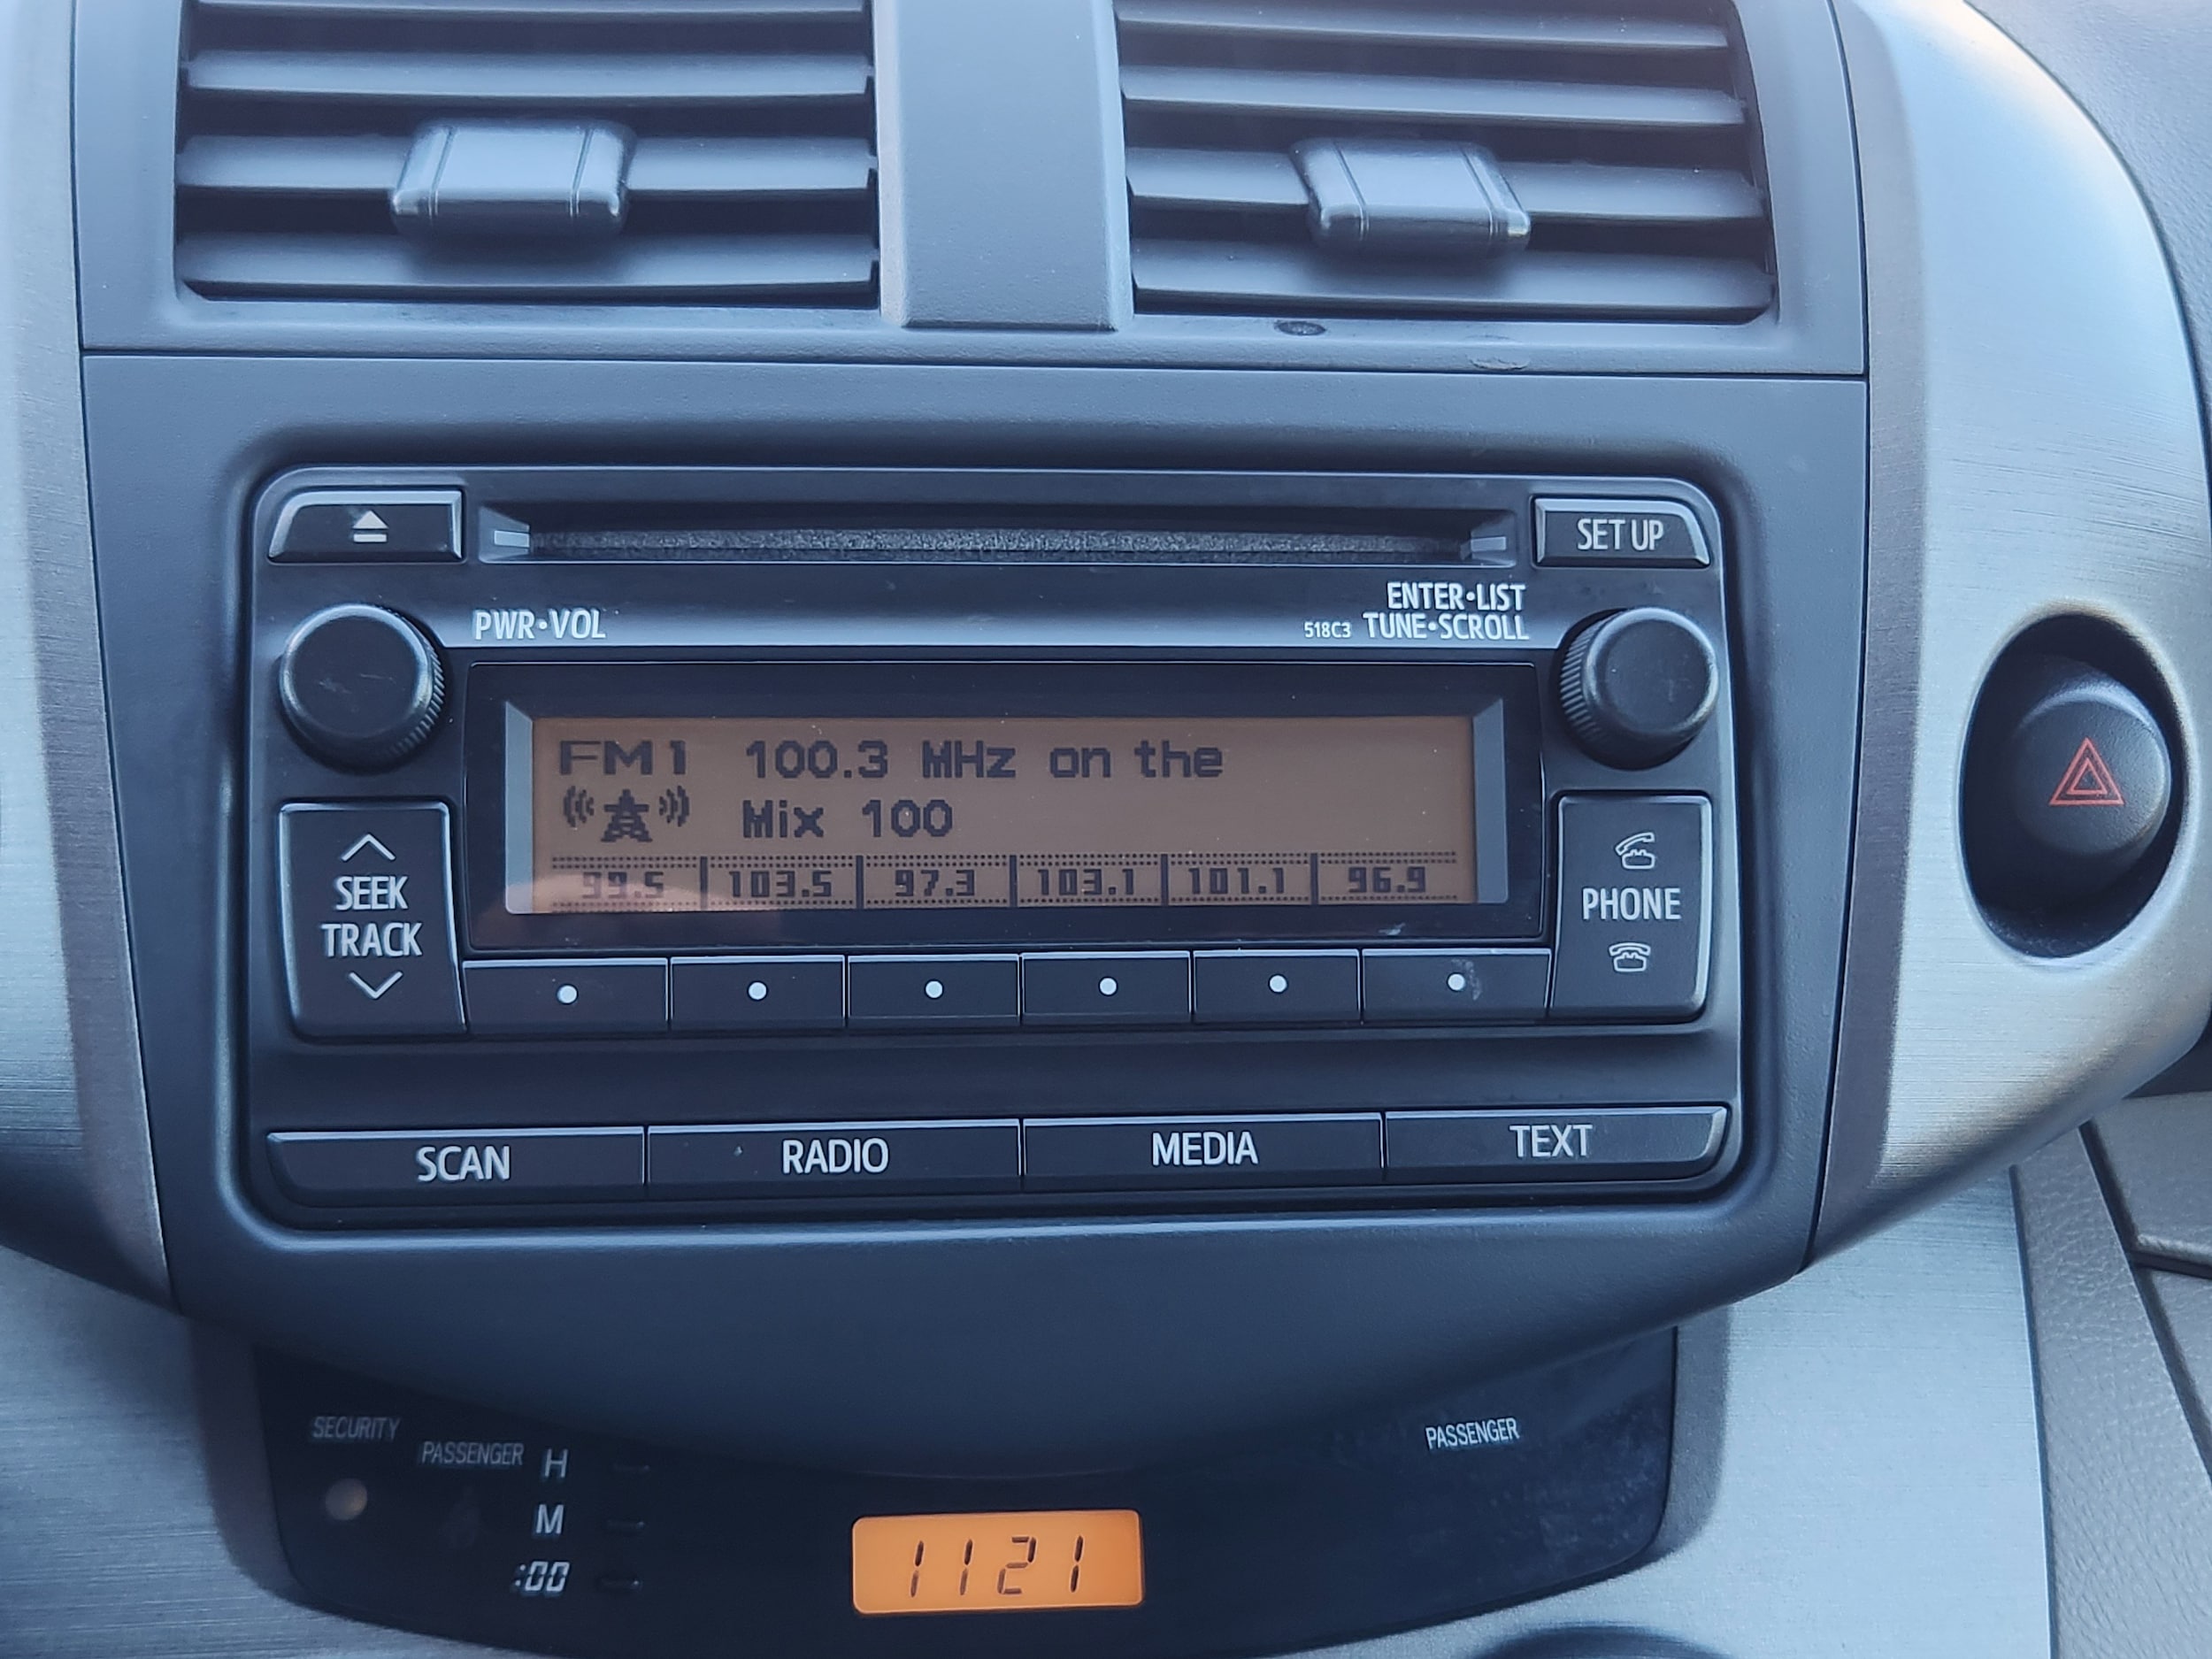 SET UP
PWR•VOL
ENTER•LIST
518C3 TUNE•SCROLL
FM1 100.3 MHz on the
Mix 100
99.5 103.5 97.3 103.1 101.1 96.9
SEEK
TRACK
PHONE
SCAN RADIO MEDIA TEXT
SECURITY
PASSENGER
H
M
:00
1121
PASSENGER